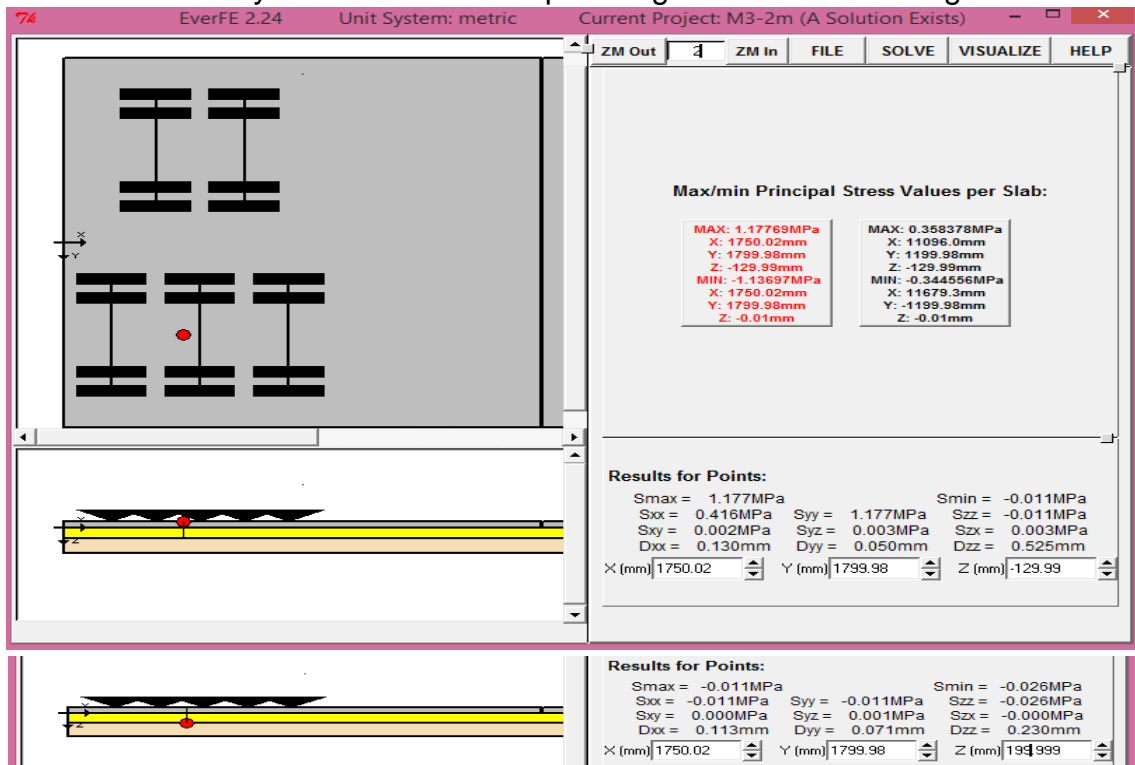 7% EverFE 2.24 Unit System: metric Current Project: M3-2m (A Solution Exists)
ZM Out 2 ZM In FILE SOLVE VISUALIZE HELP
Max/min Principal Stress Values per Slab:
MAX: 1.17769MPa
X: 1750.02mm
Y: 1799.98mm
Z: -129.99mm
MIN: -1.13697MPa
X: 1750.02mm
Y: 1799.98mm
Z: -0.01mm
MAX: 0.358378MPa
X: 11096.0mm
Y: 1199.98mm
Z: -129.99mm
MIN: -0.344556MPa
X: 11679.3mm
Y: -1199.98mm
Z: -0.01mm
X
Y
X
Z
Results for Points:
Smax = 1.177MPa Smin = -0.011MPa
Sxx = 0.416MPa Syy = 1.177MPa Szz = -0.011MPa
Sxy = 0.002MPa Syz = 0.003MPa Szx = 0.003MPa
Dxx = 0.130mm Dyy = 0.050mm Dzz = 0.525mm
X (mm) 1750.02 Y (mm) 1799.98 Z (mm) -129.99
X
Z
Results for Points:
Smax = -0.011MPa Smin = -0.026MPa
Sxx = -0.011MPa Syy = -0.011MPa Szz = -0.026MPa
Sxy = 0.000MPa Syz = 0.001MPa Szx = -0.000MPa
Dxx = 0.113mm Dyy = 0.071mm Dzz = 0.230mm
X (mm) 1750.02 Y (mm) 1799.98 Z (mm) 199.999